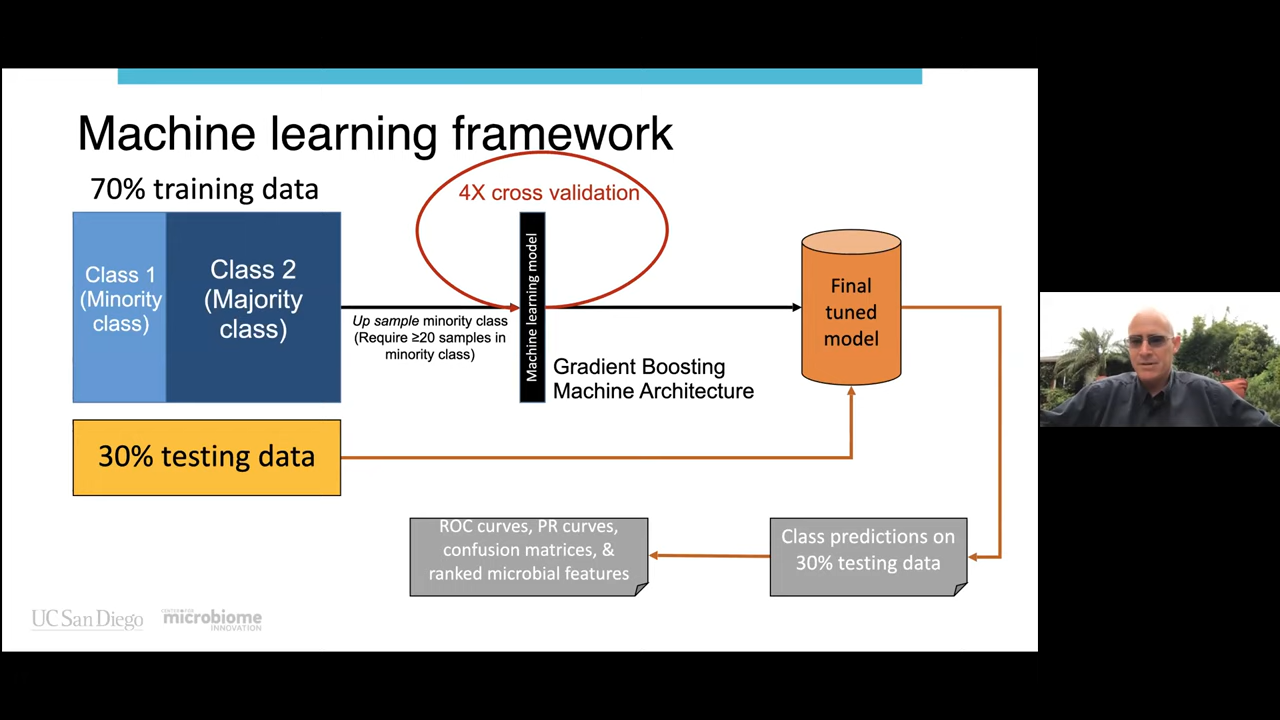 Machine learning framework
70% training data
4X cross validation
Class 1
(Minority
class)
Class 2
(Majority
class)
Up sample minority class
(Require ≥20 samples in
minority class)
Machine learning model
Gradient Boosting
Machine Architecture
Final
tuned
model
30% testing data
ROC curves, PR curves,
confusion matrices, &
ranked microbial features
Class predictions on
30% testing data
UC San Diego
CENTER FOR
microbiome
INNOVATION